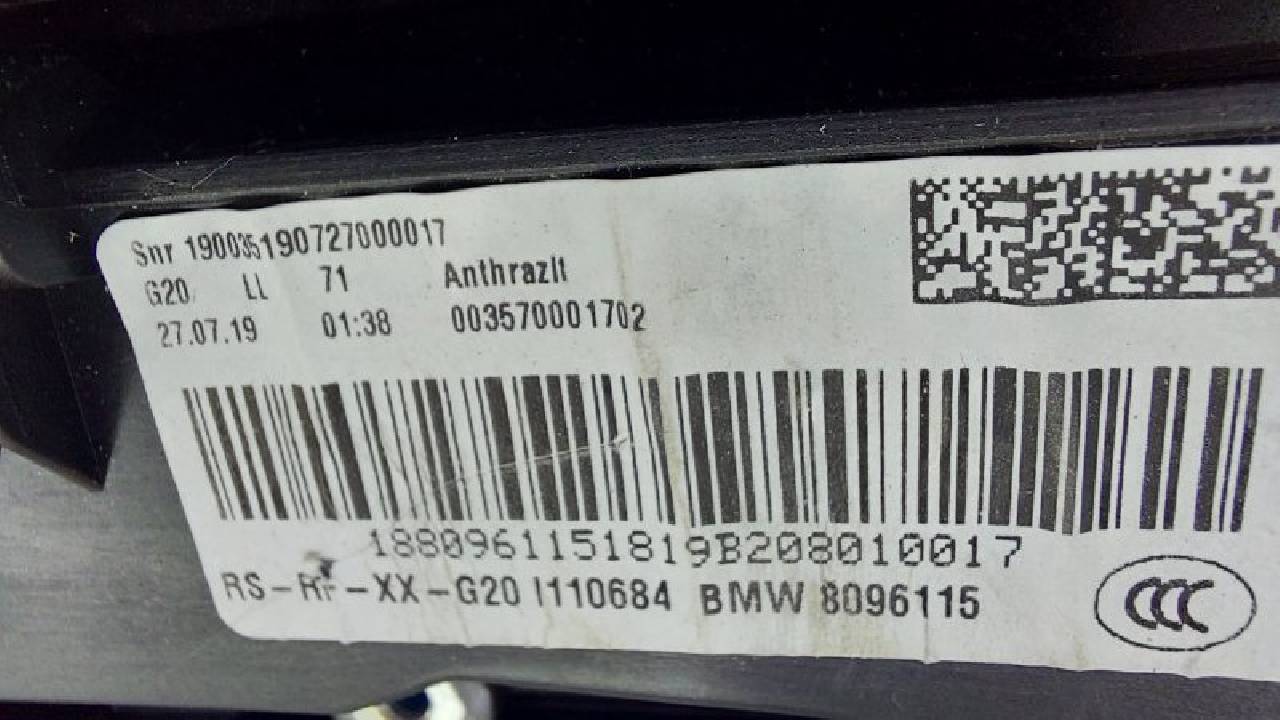 Snr 190035190727000017
G20 LL 71 Anthrazit
27.07.19 01:38 003570001702
1880961151819B208010017
RS-RF-XX-G20 I110684 BMW 8096115
CCC